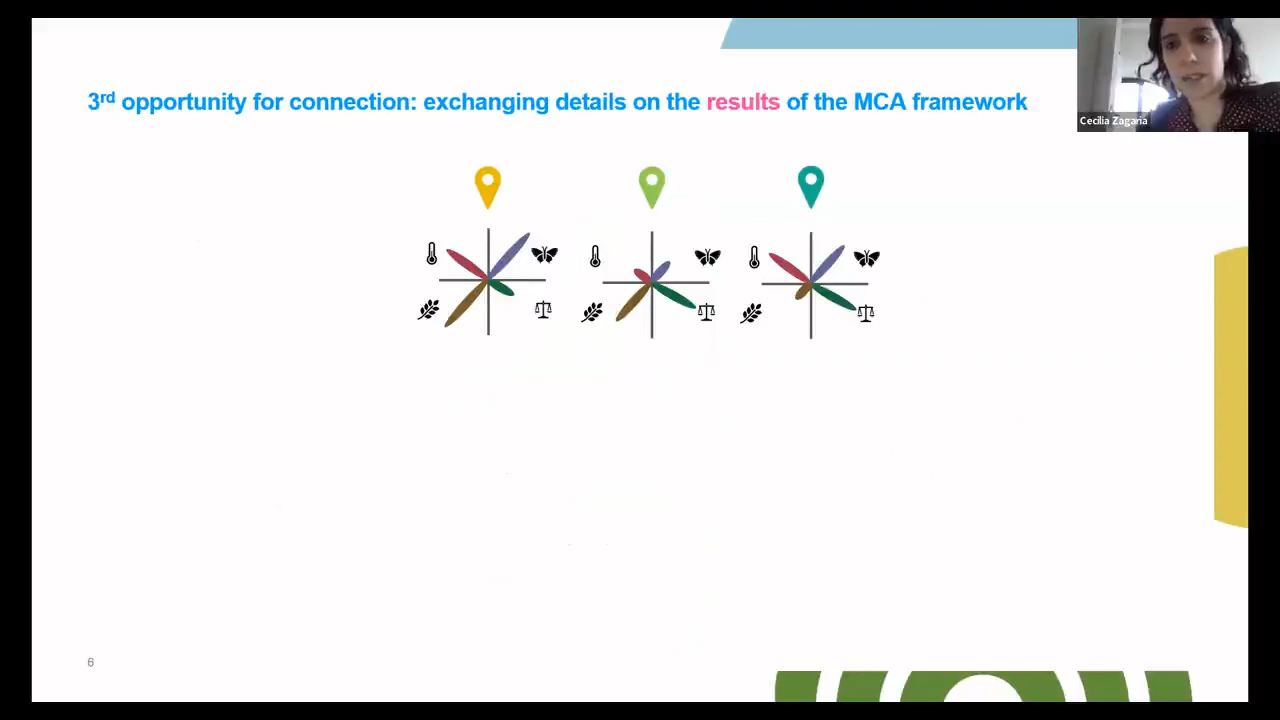 3rd opportunity for connection: exchanging details on the results of the MCA framework
Cecilia Zagaria
6